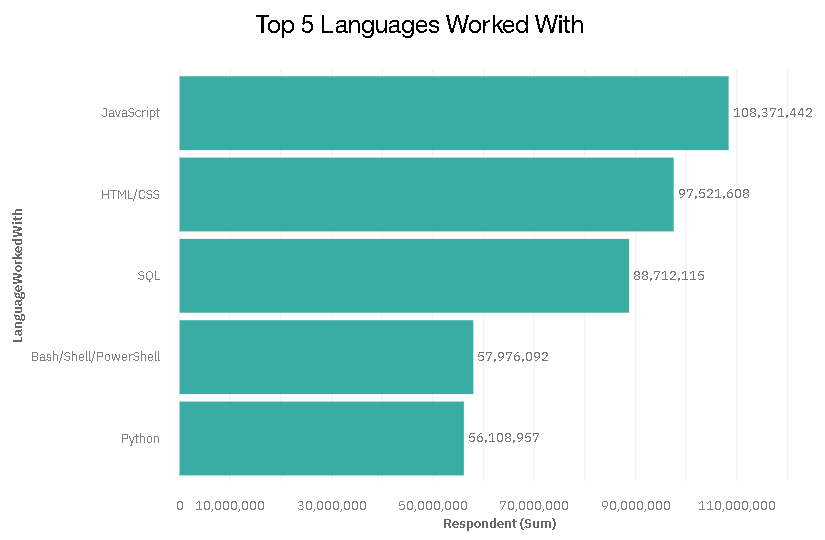 Top 5 Languages Worked With
LanguageWorkedWith
JavaScript
108,371,442
HTML/CSS
97,521,608
SQL
88,712,115
Bash/Shell/PowerShell
57,976,092
Python
56,108,957
0 10,000,000 30,000,000 50,000,000 70,000,000 90,000,000 110,000,000
Respondent (Sum)